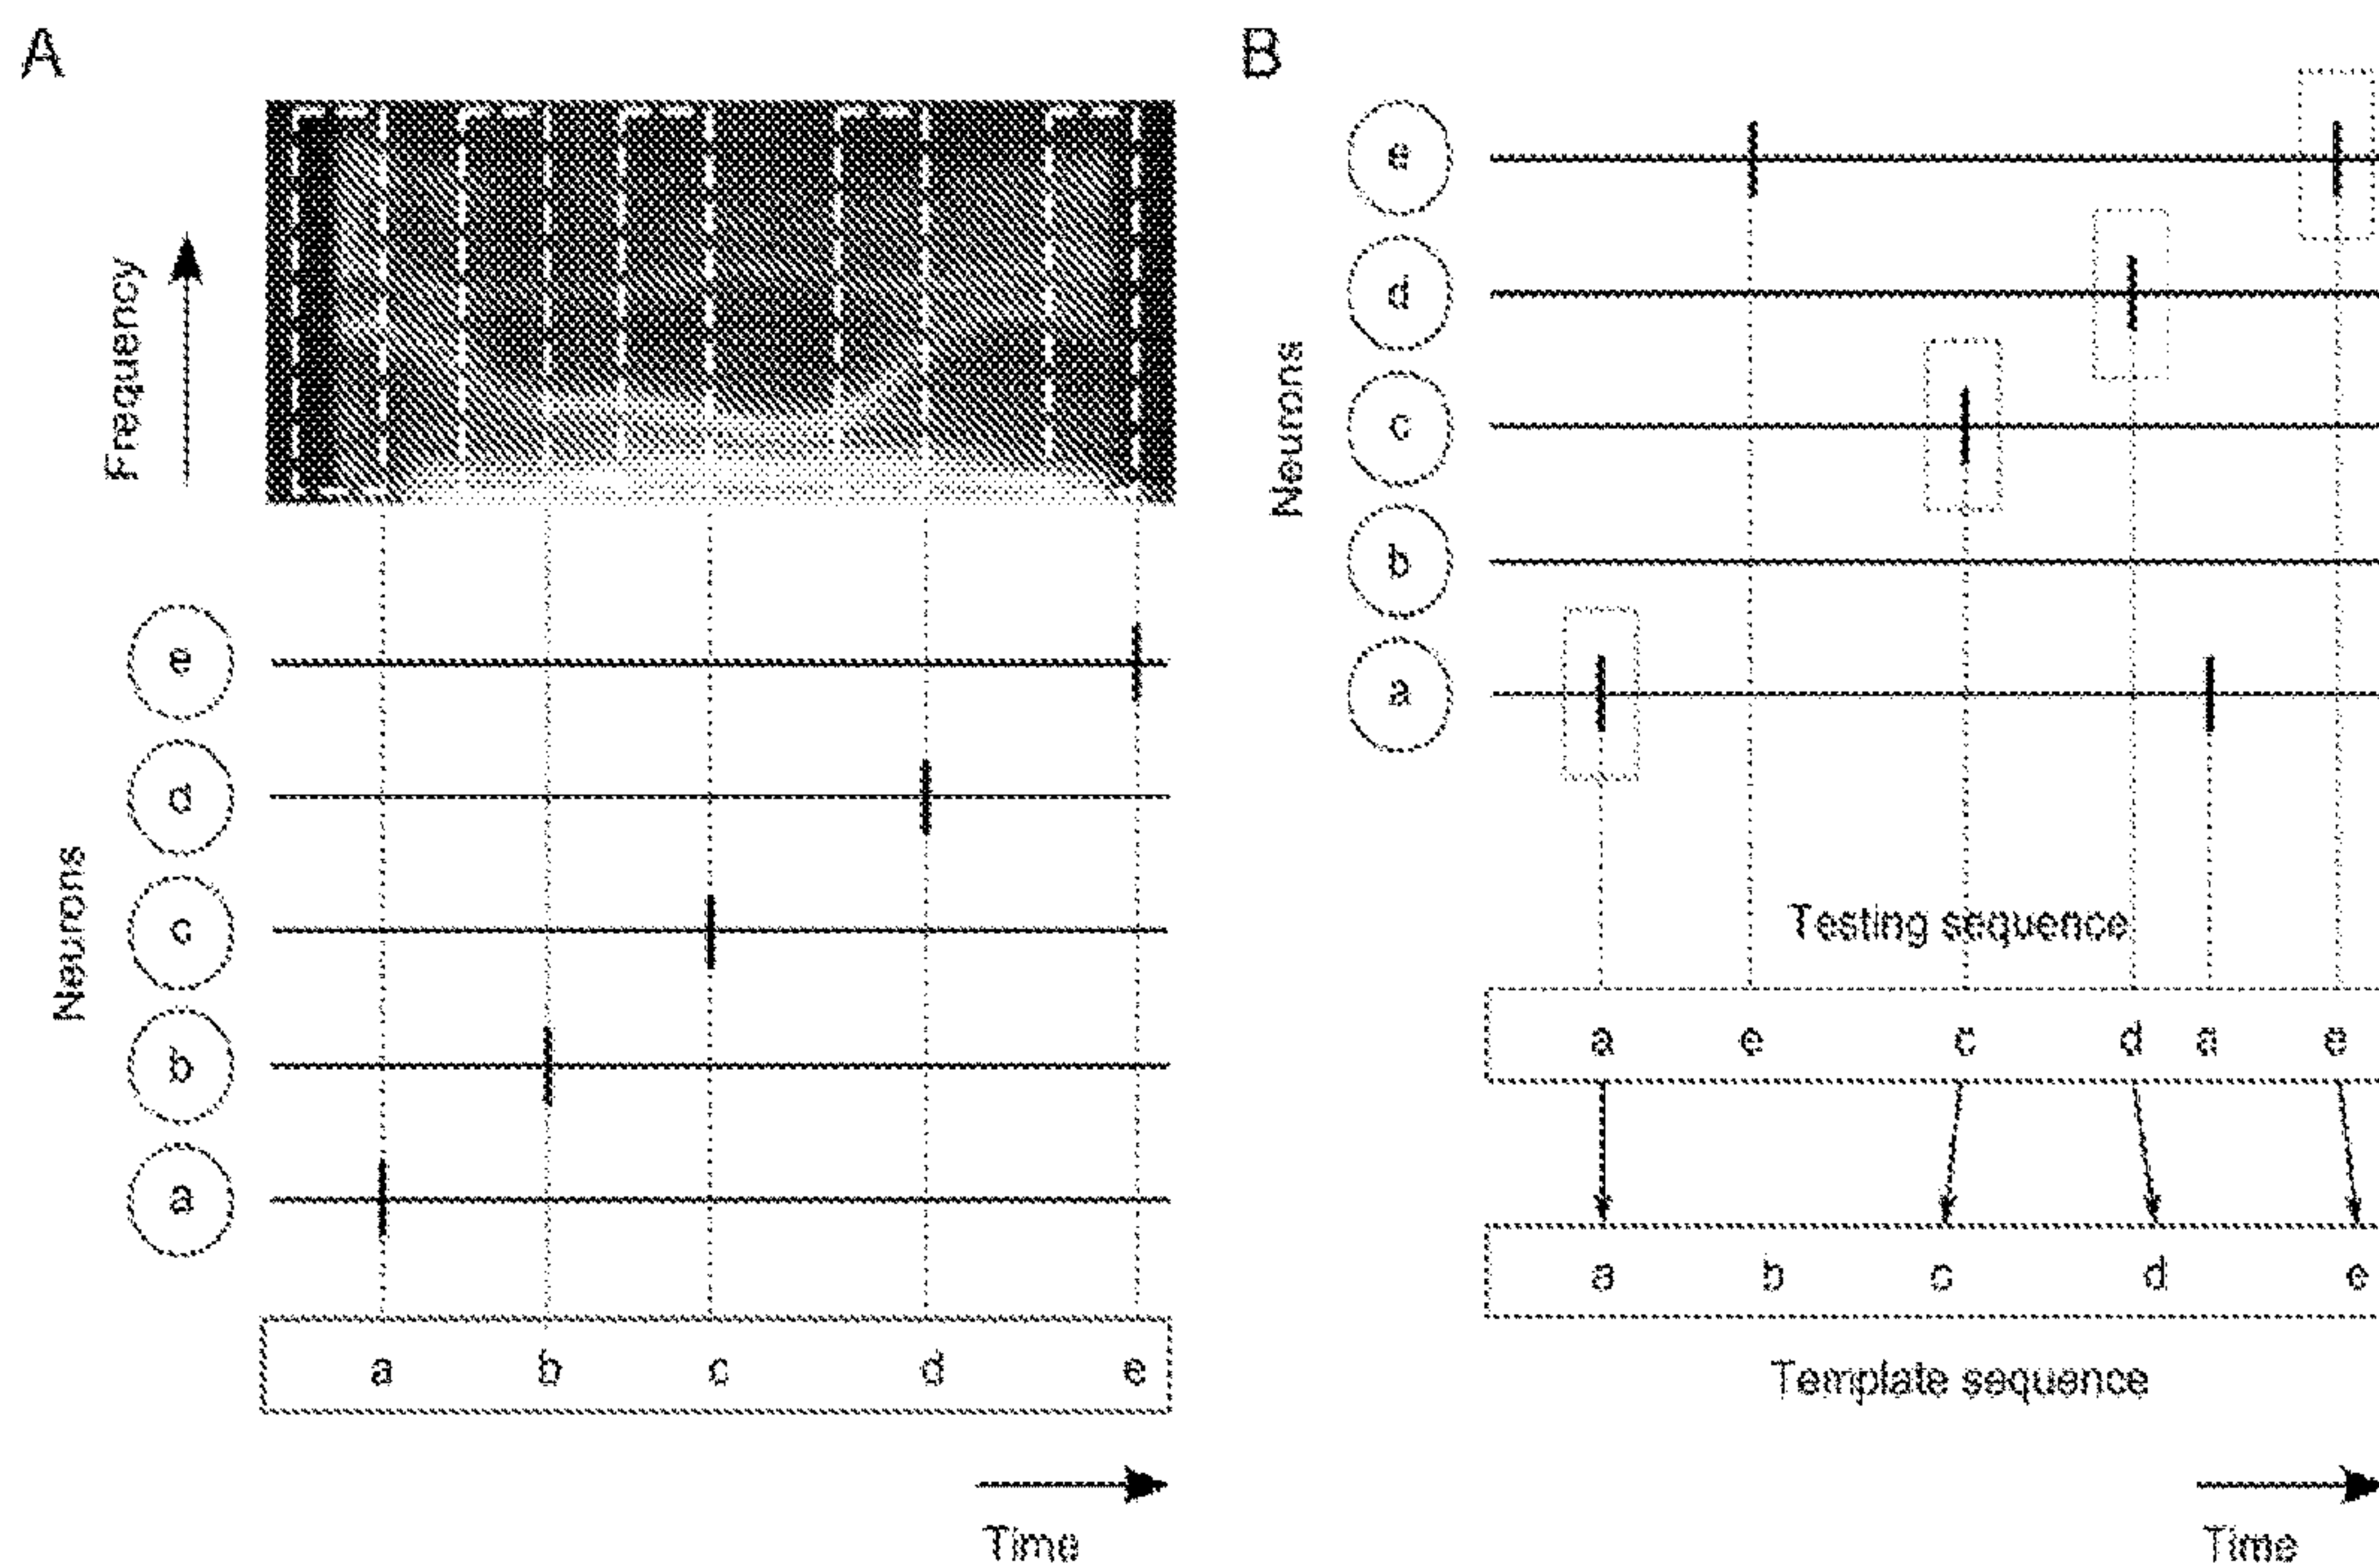 A
Frequency
Neurons
e
d
c
b
a
a b c d e
Time
B
Neurons
e
d
c
b
a
Testing sequence
a e c d a e
a b c d e
Template sequence
Time